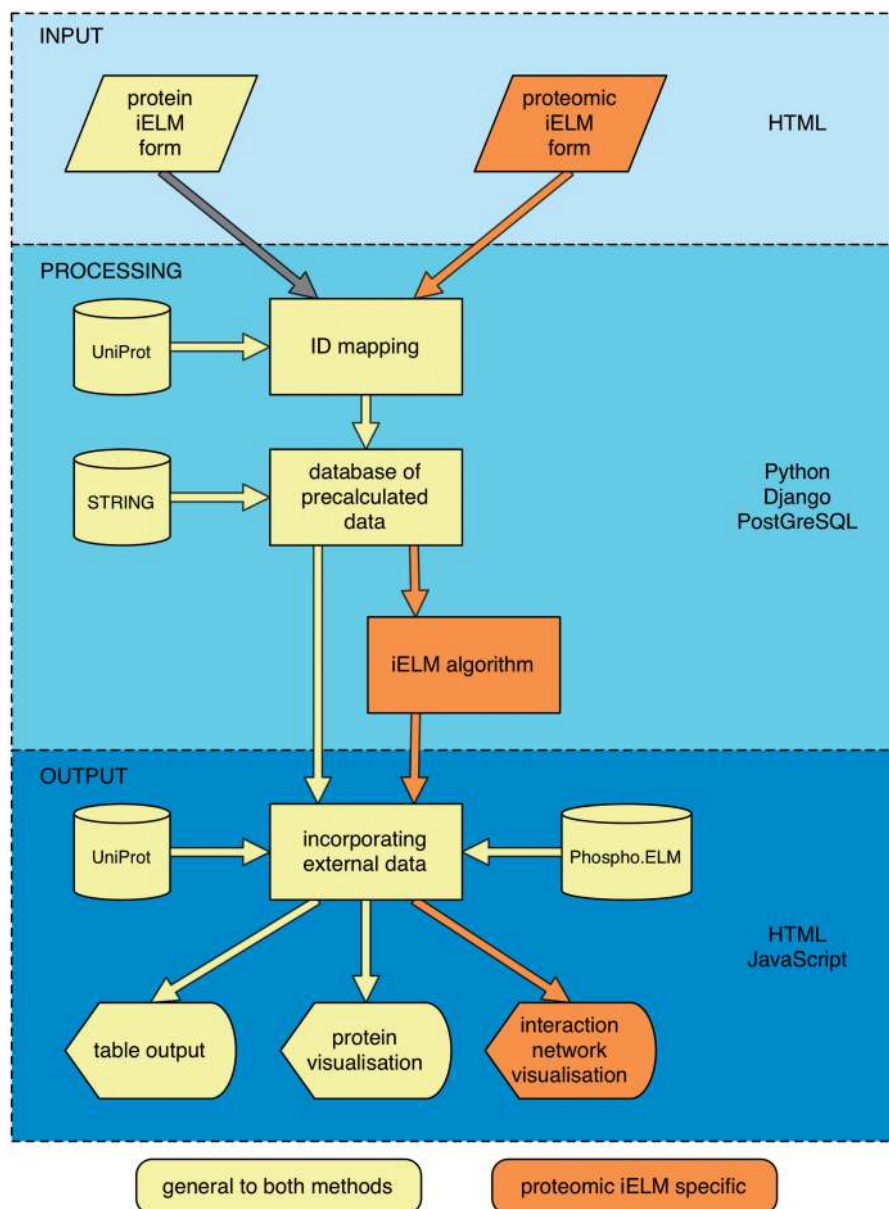 INPUT
protein
iELM
form
proteomic
iELM
form
HTML
PROCESSING
UniProt
ID mapping
STRING
database of
precalculated
data
Python
Django
PostGreSQL
iELM algorithm
OUTPUT
UniProt
incorporating
external data
Phospho.ELM
HTML
JavaScript
table output
protein
visualisation
interaction
network
visualisation
general to both methods
proteomic iELM specific